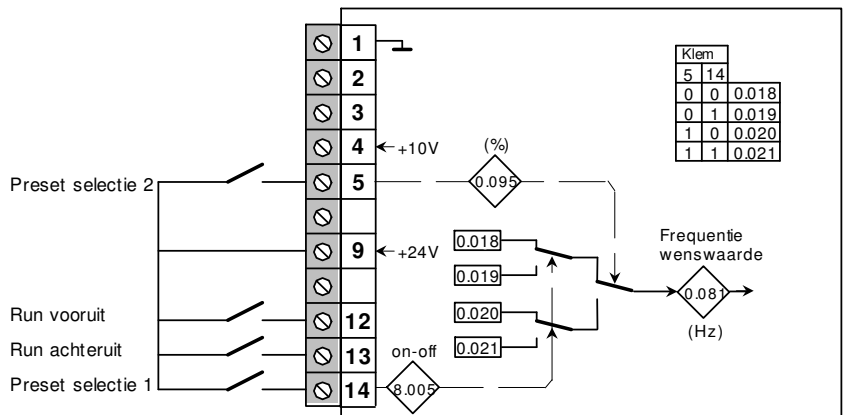 1
2
3
4
+10V
(%)
Klem
5 14
0 0 0.018
0 1 0.019
1 0 0.020
1 1 0.021
Preset selectie 2
5
0.095
9
+24V
0.018
0.019
0.020
0.021
Frequentie
wenswaarde
0.081
(Hz)
Run vooruit
12
Run achteruit
13
on-off
Preset selectie 1
14
8.005